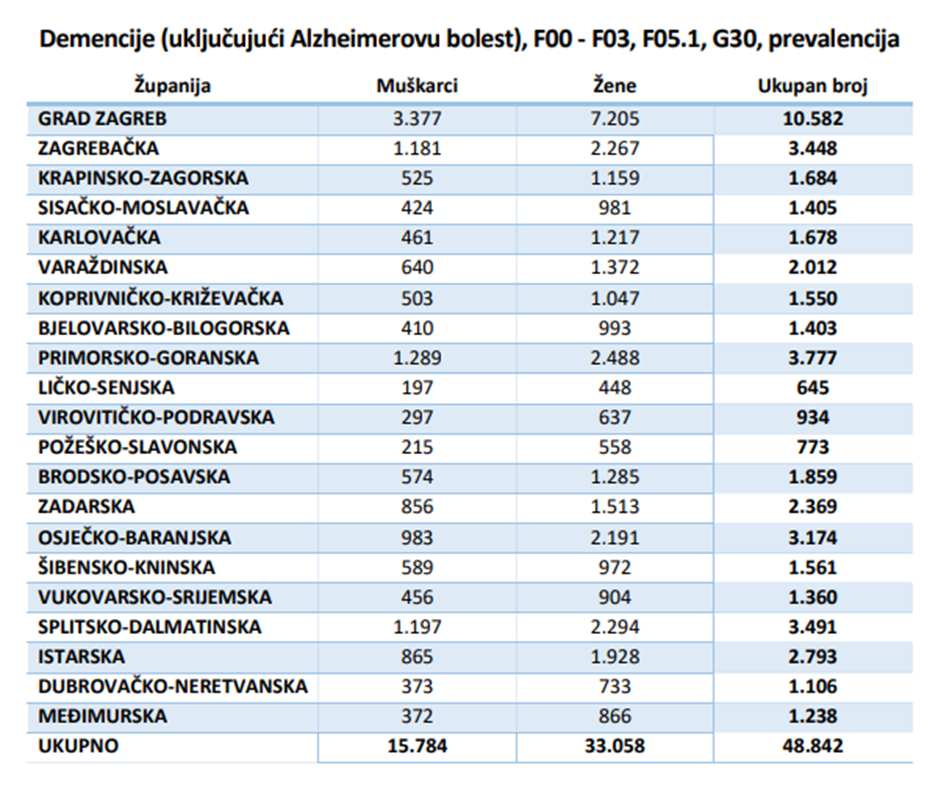 Demencije (uključujući Alzheimerovu bolest), F00 - F03, F05.1, G30, prevalencija
Županija Muškarci Žene Ukupan broj
GRAD ZAGREB 3.377 7.205 10.582
ZAGREBAČKA 1.181 2.267 3.448
KRAPINSKO-ZAGORSKA 525 1.159 1.684
SISAČKO-MOSLAVAČKA 424 981 1.405
KARLOVAČKA 461 1.217 1.678
VARAŽDINSKA 640 1.372 2.012
KOPRIVNIČKO-KRIŽEVAČKA 503 1.047 1.550
BJELOVARSKO-BILOGORSKA 410 993 1.403
PRIMORSKO-GORANSKA 1.289 2.488 3.777
LIČKO-SENJSKA 197 448 645
VIROVITIČKO-PODRAVSKA 297 637 934
POŽEŠKO-SLAVONSKA 215 558 773
BRODSKO-POSAVSKA 574 1.285 1.859
ZADARSKA 856 1.513 2.369
OSJEČKO-BARANJSKA 983 2.191 3.174
ŠIBENSKO-KNINSKA 589 972 1.561
VUKOVARSKO-SRIJEMSKA 456 904 1.360
SPLITSKO-DALMATINSKA 1.197 2.294 3.491
ISTARSKA 865 1.928 2.793
DUBROVAČKO-NERETVANSKA 373 733 1.106
MEĐIMURSKA 372 866 1.238
UKUPNO 15.784 33.058 48.842